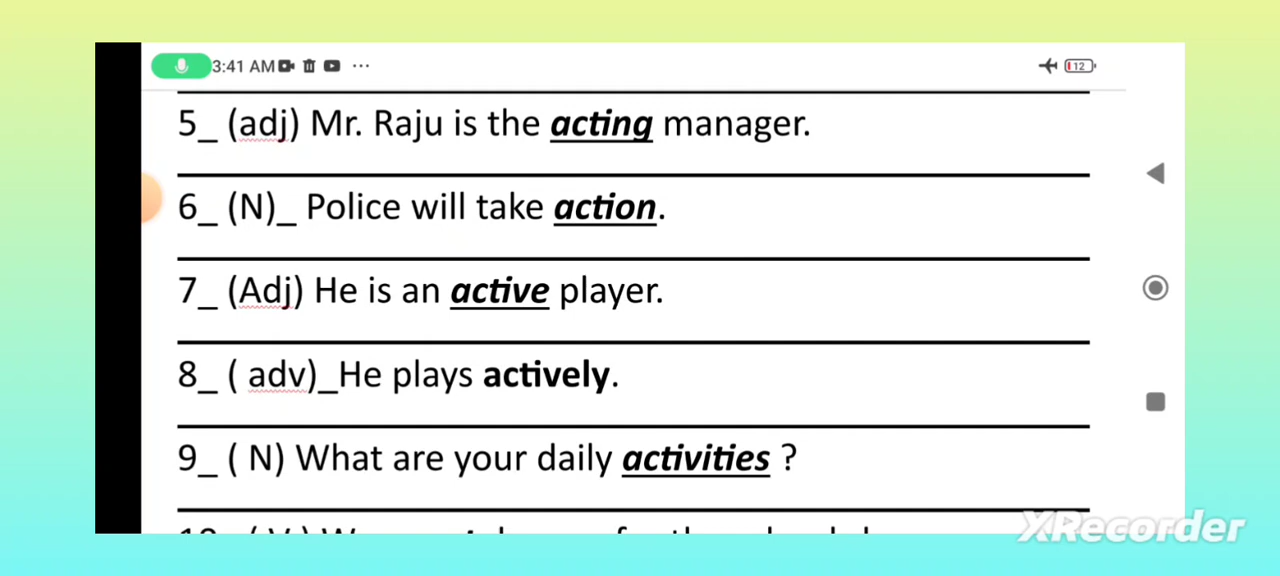 3:41 AM
12
5_ (adj) Mr. Raju is the acting manager.
6_ (N)_ Police will take action.
7_ (Adj) He is an active player.
8_ ( adv)_He plays actively.
9_ ( N) What are your daily activities ?
XRecorder